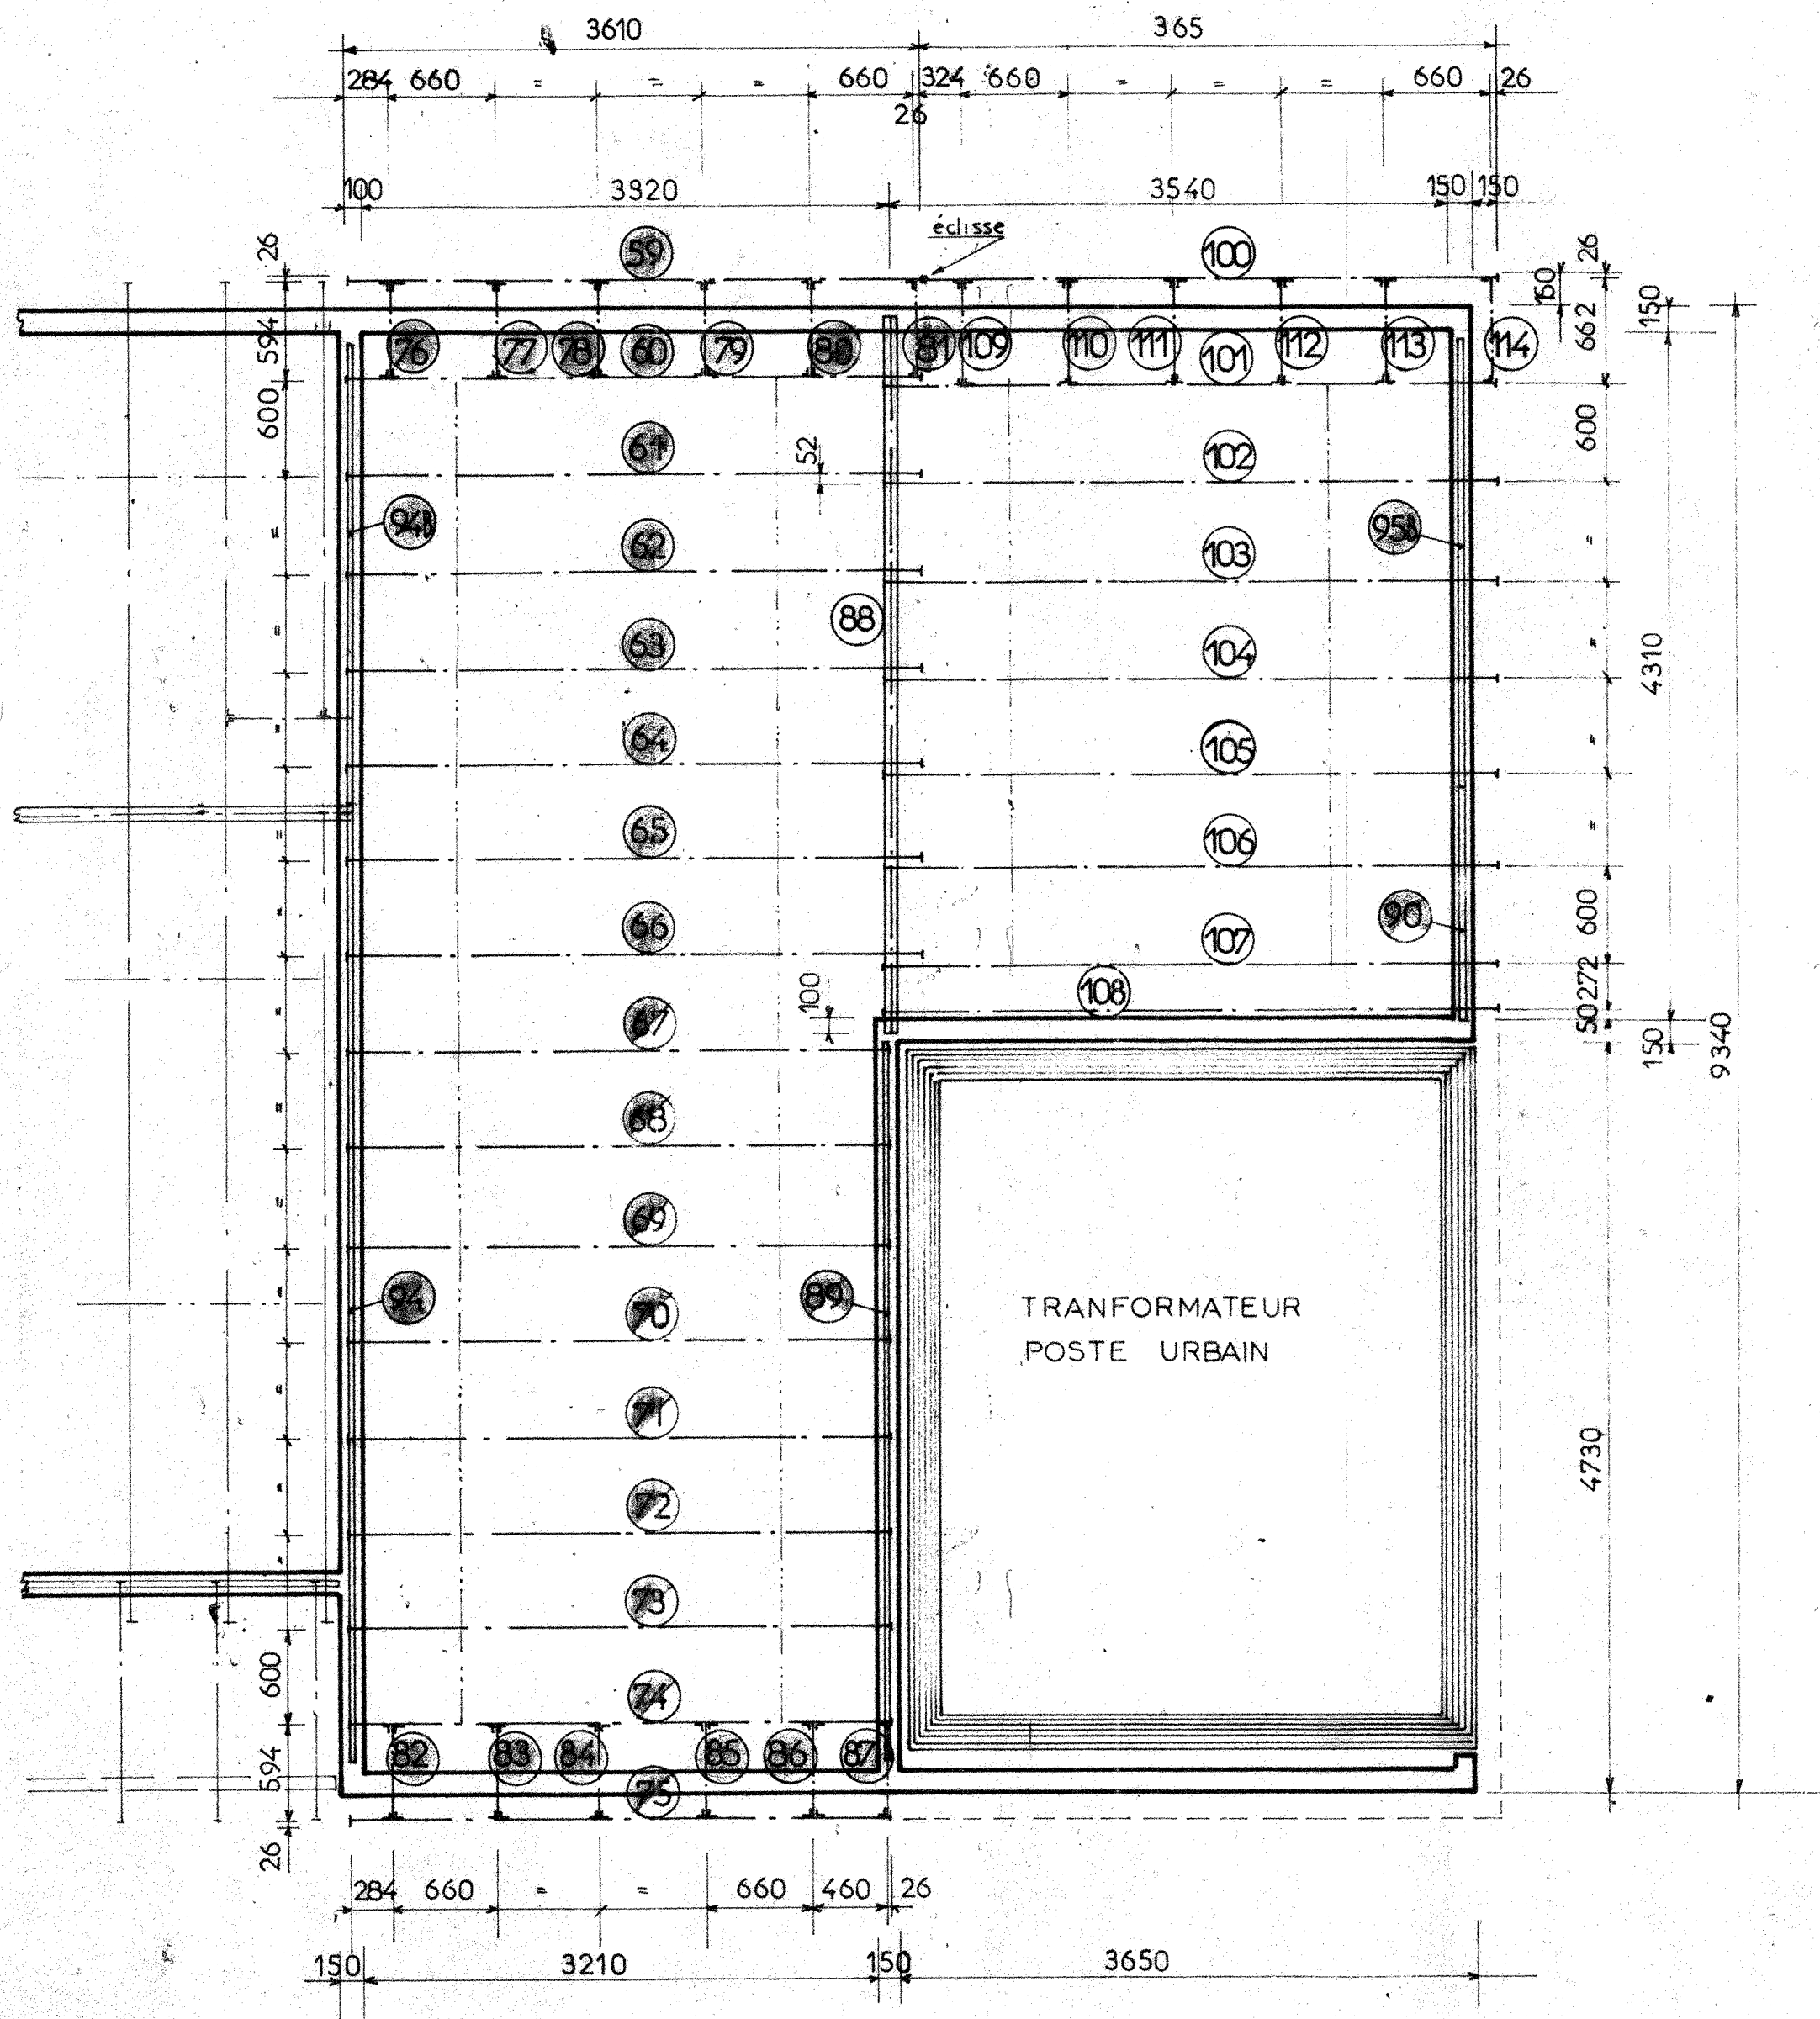 3610 365
284 660 = = = 660 324 660 = = = 660 26
26
100 3320 3540 150 150
éclisse
59 100
26 26
150 150
594 662
76 77 78 60 79 80 81 109 110 111 101 112 113 114
600 600
61 52 102
94b 95b
= 62 103 =
88
= 63 104 = 4310
= 64 105 =
= 65 106 =
= 66 90 600
107
100 108 272
67 50
150 9340
= 68
= 69
94 89
= 70
TRANFORMATEUR
POSTE URBAIN
= 71
4730
= 72
= 73
600 74
594 82 83 84 85 86 87
75
26
284 660 = = 660 460 26
150 3210 150 3650